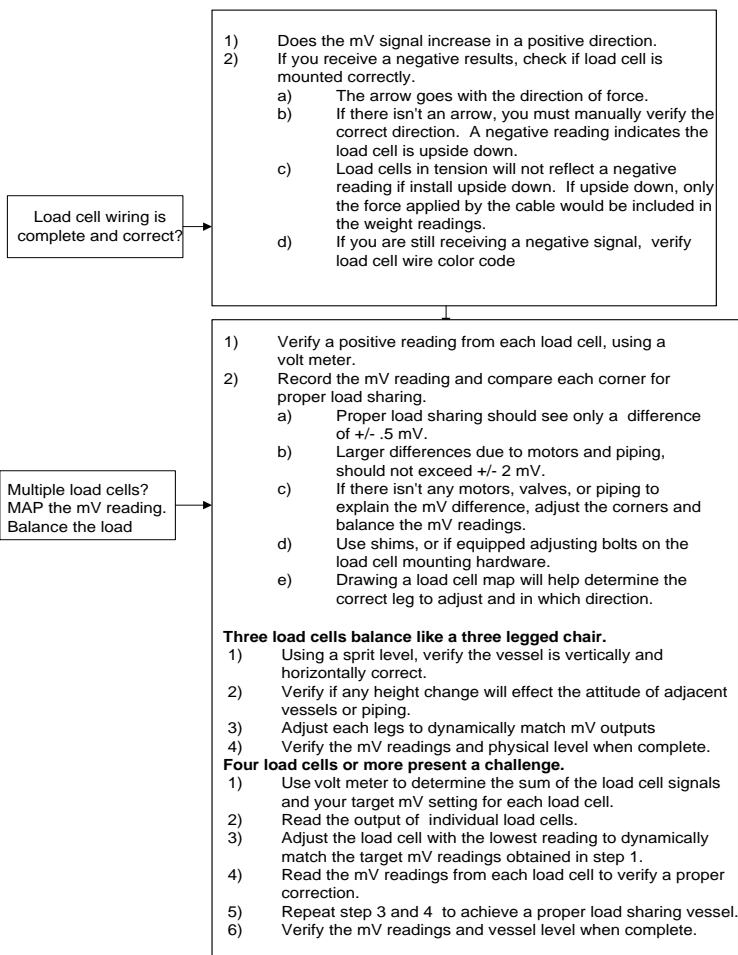 1) Does the mV signal increase in a positive direction.
2) If you receive a negative results, check if load cell is
mounted correctly.
a) The arrow goes with the direction of force.
b) If there isn't an arrow, you must manually verify the
correct direction. A negative reading indicates the
load cell is upside down.
c) Load cells in tension will not reflect a negative
reading if install upside down. If upside down, only
the force applied by the cable would be included in
the weight readings.
d) If you are still receiving a negative signal, verify
load cell wire color code
Load cell wiring is
complete and correct?
1) Verify a positive reading from each load cell, using a
volt meter.
2) Record the mV reading and compare each corner for
proper load sharing.
a) Proper load sharing should see only a difference
of +/- .5 mV.
b) Larger differences due to motors and piping,
should not exceed +/- 2 mV.
c) If there isn't any motors, valves, or piping to
explain the mV difference, adjust the corners and
balance the mV readings.
d) Use shims, or if equipped adjusting bolts on the
load cell mounting hardware.
e) Drawing a load cell map will help determine the
correct leg to adjust and in which direction.
Multiple load cells?
MAP the mV reading.
Balance the load
Three load cells balance like a three legged chair.
1) Using a sprit level, verify the vessel is vertically and
horizontally correct.
2) Verify if any height change will effect the attitude of adjacent
vessels or piping.
3) Adjust each legs to dynamically match mV outputs
4) Verify the mV readings and physical level when complete.
Four load cells or more present a challenge.
1) Use volt meter to determine the sum of the load cell signals
and your target mV setting for each load cell.
2) Read the output of individual load cells.
3) Adjust the load cell with the lowest reading to dynamically
match the target mV readings obtained in step 1.
4) Read the mV readings from each load cell to verify a proper
correction.
5) Repeat step 3 and 4 to achieve a proper load sharing vessel.
6) Verify the mV readings and vessel level when complete.